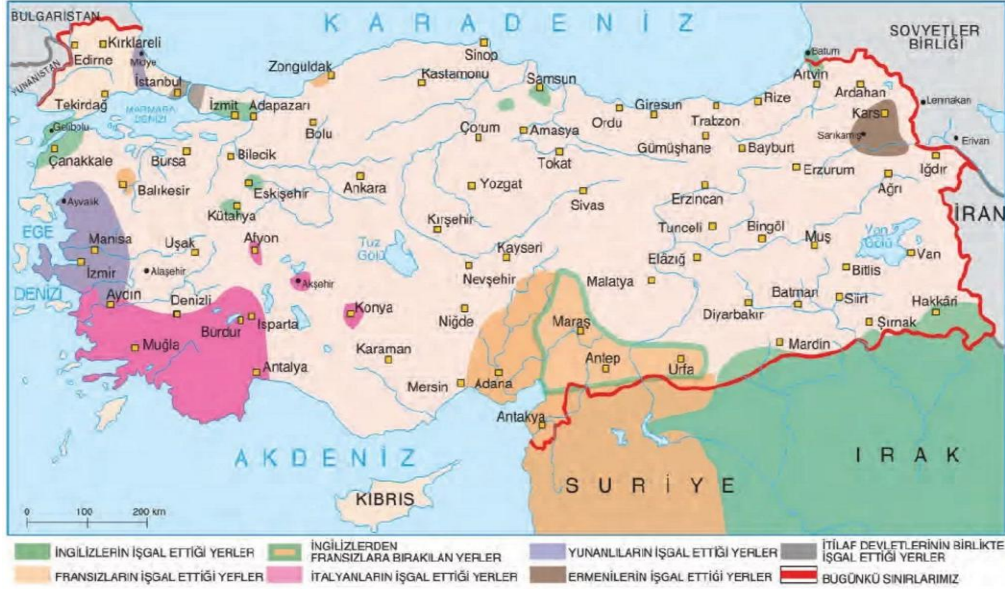 KARADENİZ
BULGARİSTAN
SOVYETLER
BİRLİĞİ
YUNANİSTAN
Kırklareli
Edirne
Midye
İstanbul
Tekirdağ
MARMARA
DENİZİ
Gelibolu
Çanakkale
Zonguldak
Sinop
Kastamonu
Samsun
Batum
Artvin
Ardahan
Leninakan
Kars
Sarıkamış
Erivan
Iğdır
İzmit
Adapazarı
Bolu
Çorum
Amasya
Tokat
Ordu
Giresun
Trabzon
Rize
Gümüşhane
Bayburt
Erzurum
Ağrı
İRAN
Bursa
Bilecik
Balıkesir
Eskişehir
Kütahya
Ankara
Yozgat
Sivas
Erzincan
Kırşehir
Tunceli
Bingöl
Muş
Van
Gölü
Van
Bitlis
EGE
DENİZİ
Ayvalık
Manisa
İzmir
Uşak
Alaşehir
Afyon
Akşehir
Tuz
Gölü
Kayseri
Nevşehir
Malatya
Elâzığ
Diyarbakır
Batman
Siirt
Hakkâri
Şırnak
Mardin
Aydın
Denizli
Burdur
Isparta
Konya
Niğde
Maraş
Antep
Urfa
Muğla
Antalya
Karaman
Mersin
Adana
Antakya
AKDENİZ
KIBRIS
SURİYE
IRAK
0 100 200 km
İNGİLİZLERİN İŞGAL ETTİĞİ YERLER
İNGİLİZLERDEN
FRANSIZLARA BIRAKILAN YERLER
YUNANLILARIN İŞGAL ETTİĞİ YERLER
İTİLAF DEVLETLERİNİN BİRLİKTE
İŞGAL ETTİĞİ YERLER
FRANSIZLARIN İŞGAL ETTİĞİ YERLER
İTALYANLARIN İŞGAL ETTİĞİ YERLER
ERMENİLERİN İŞGAL ETTİĞİ YERLER
BUGÜNKÜ SINIRLARIMIZ